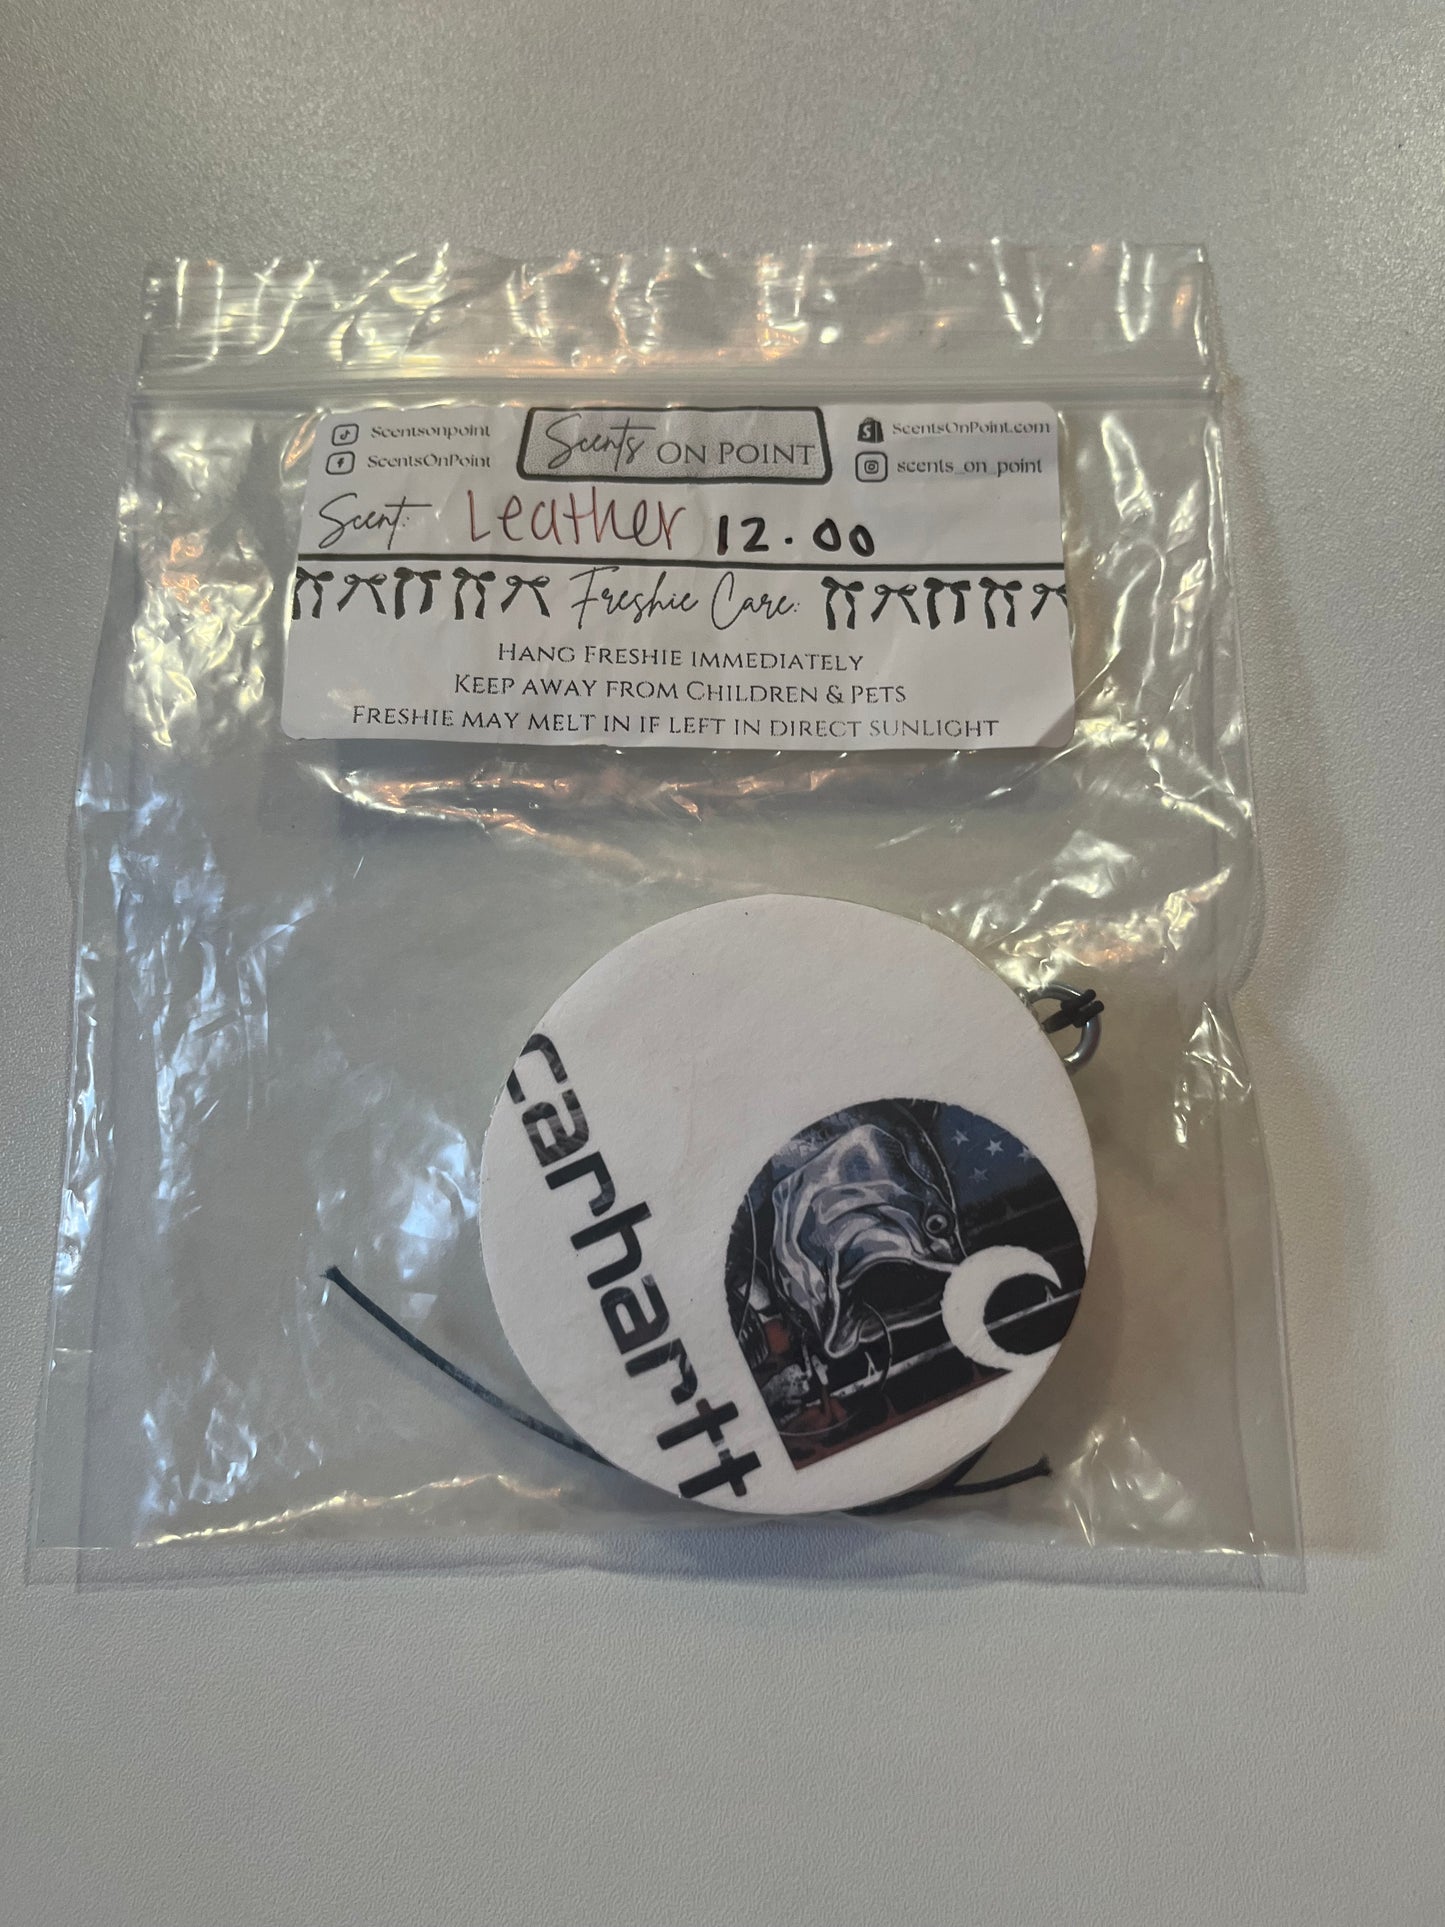 Scentsonpoint
ScentsOnPoint
Scents ON POINT
ScentsOnPoint.com
scents_on_point
Scent: Leather 12.00
Freshie Care:
HANG FRESHIE IMMEDIATELY
KEEP AWAY FROM CHILDREN & PETS
FRESHIE MAY MELT IN IF LEFT IN DIRECT SUNLIGHT
carhartt